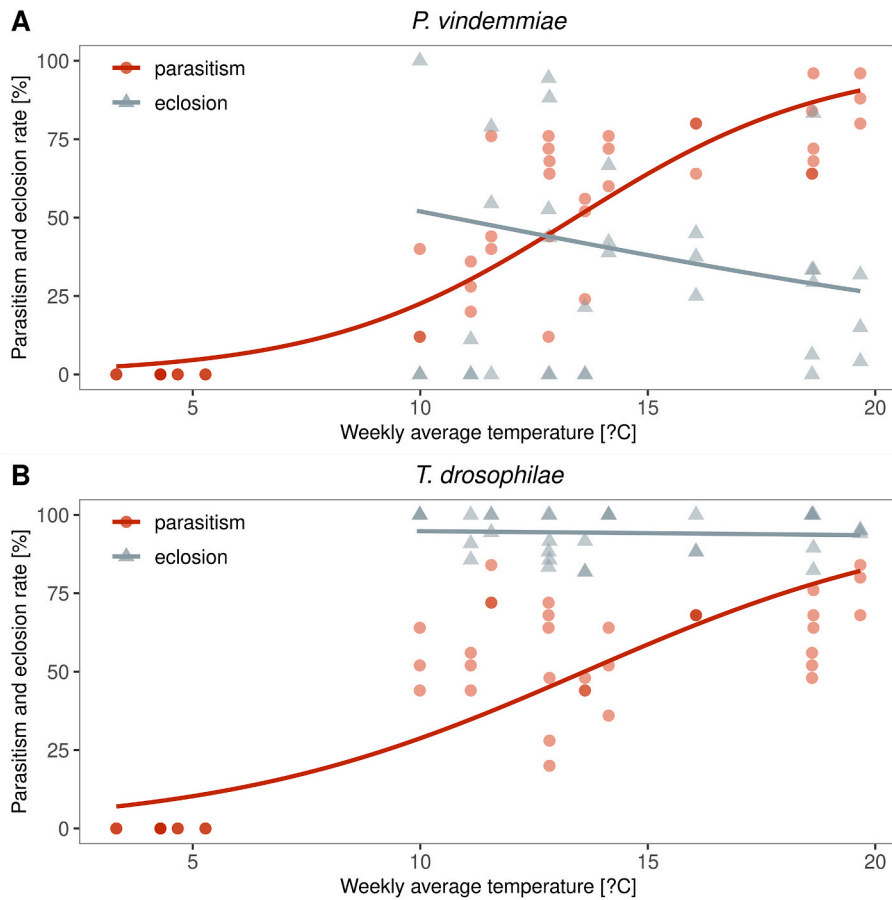 A
P. vindemmiae
Parasitism and eclosion rate [%]
100
75
50
25
0
parasitism
eclosion
5
10
15
20
Weekly average temperature [?C]
B
T. drosophilae
Parasitism and eclosion rate [%]
100
75
50
25
0
parasitism
eclosion
5
10
15
20
Weekly average temperature [?C]